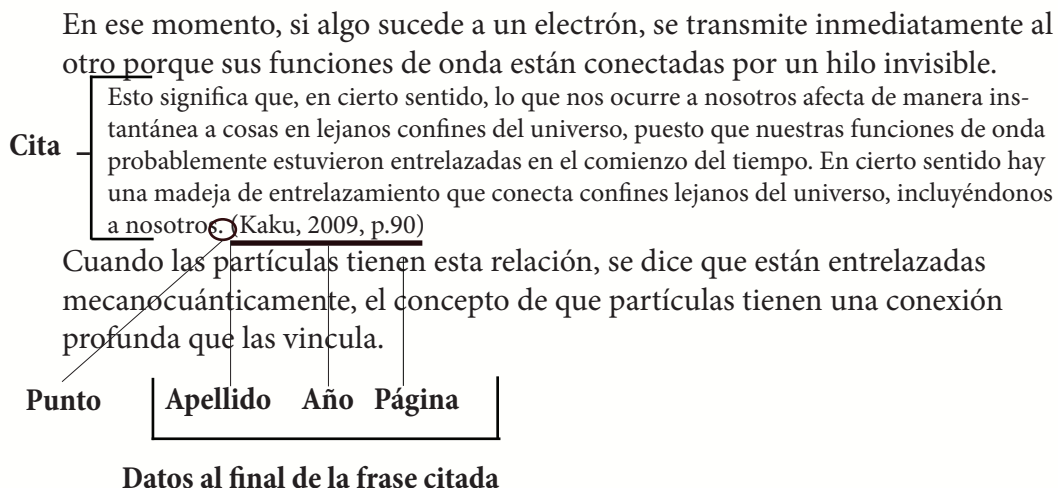 En ese momento, si algo sucede a un electrón, se transmite inmediatamente al
otro porque sus funciones de onda están conectadas por un hilo invisible.
Esto significa que, en cierto sentido, lo que nos ocurre a nosotros afecta de manera ins-
tantánea a cosas en lejanos confines del universo, puesto que nuestras funciones de onda
Cita
probablemente estuvieron entrelazadas en el comienzo del tiempo. En cierto sentido hay
una madeja de entrelazamiento que conecta confines lejanos del universo, incluyéndonos
a nosotros. (Kaku, 2009, p.90)
Cuando las partículas tienen esta relación, se dice que están entrelazadas
mecanocuánticamente, el concepto de que partículas tienen una conexión
profunda que las vincula.
Punto Apellido Año Página
Datos al final de la frase citada